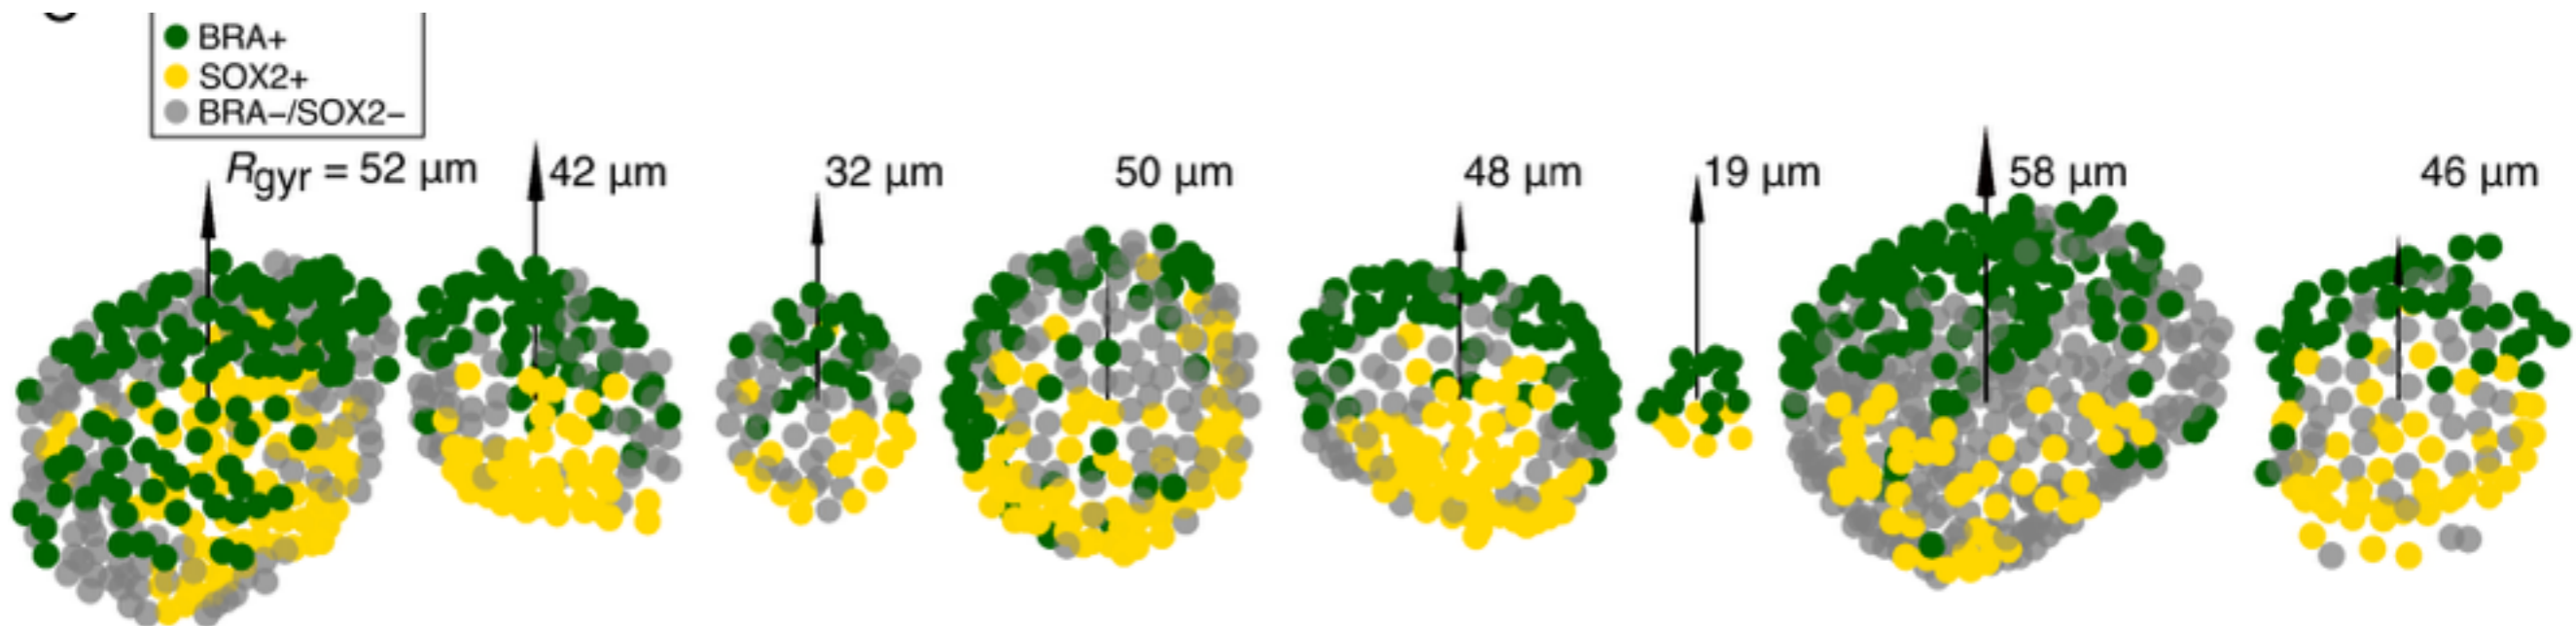 BRA+
SOX2+
BRA−/SOX2−
Rgyr = 52 µm
42 µm
32 µm
50 µm
48 µm
19 µm
58 µm
46 µm